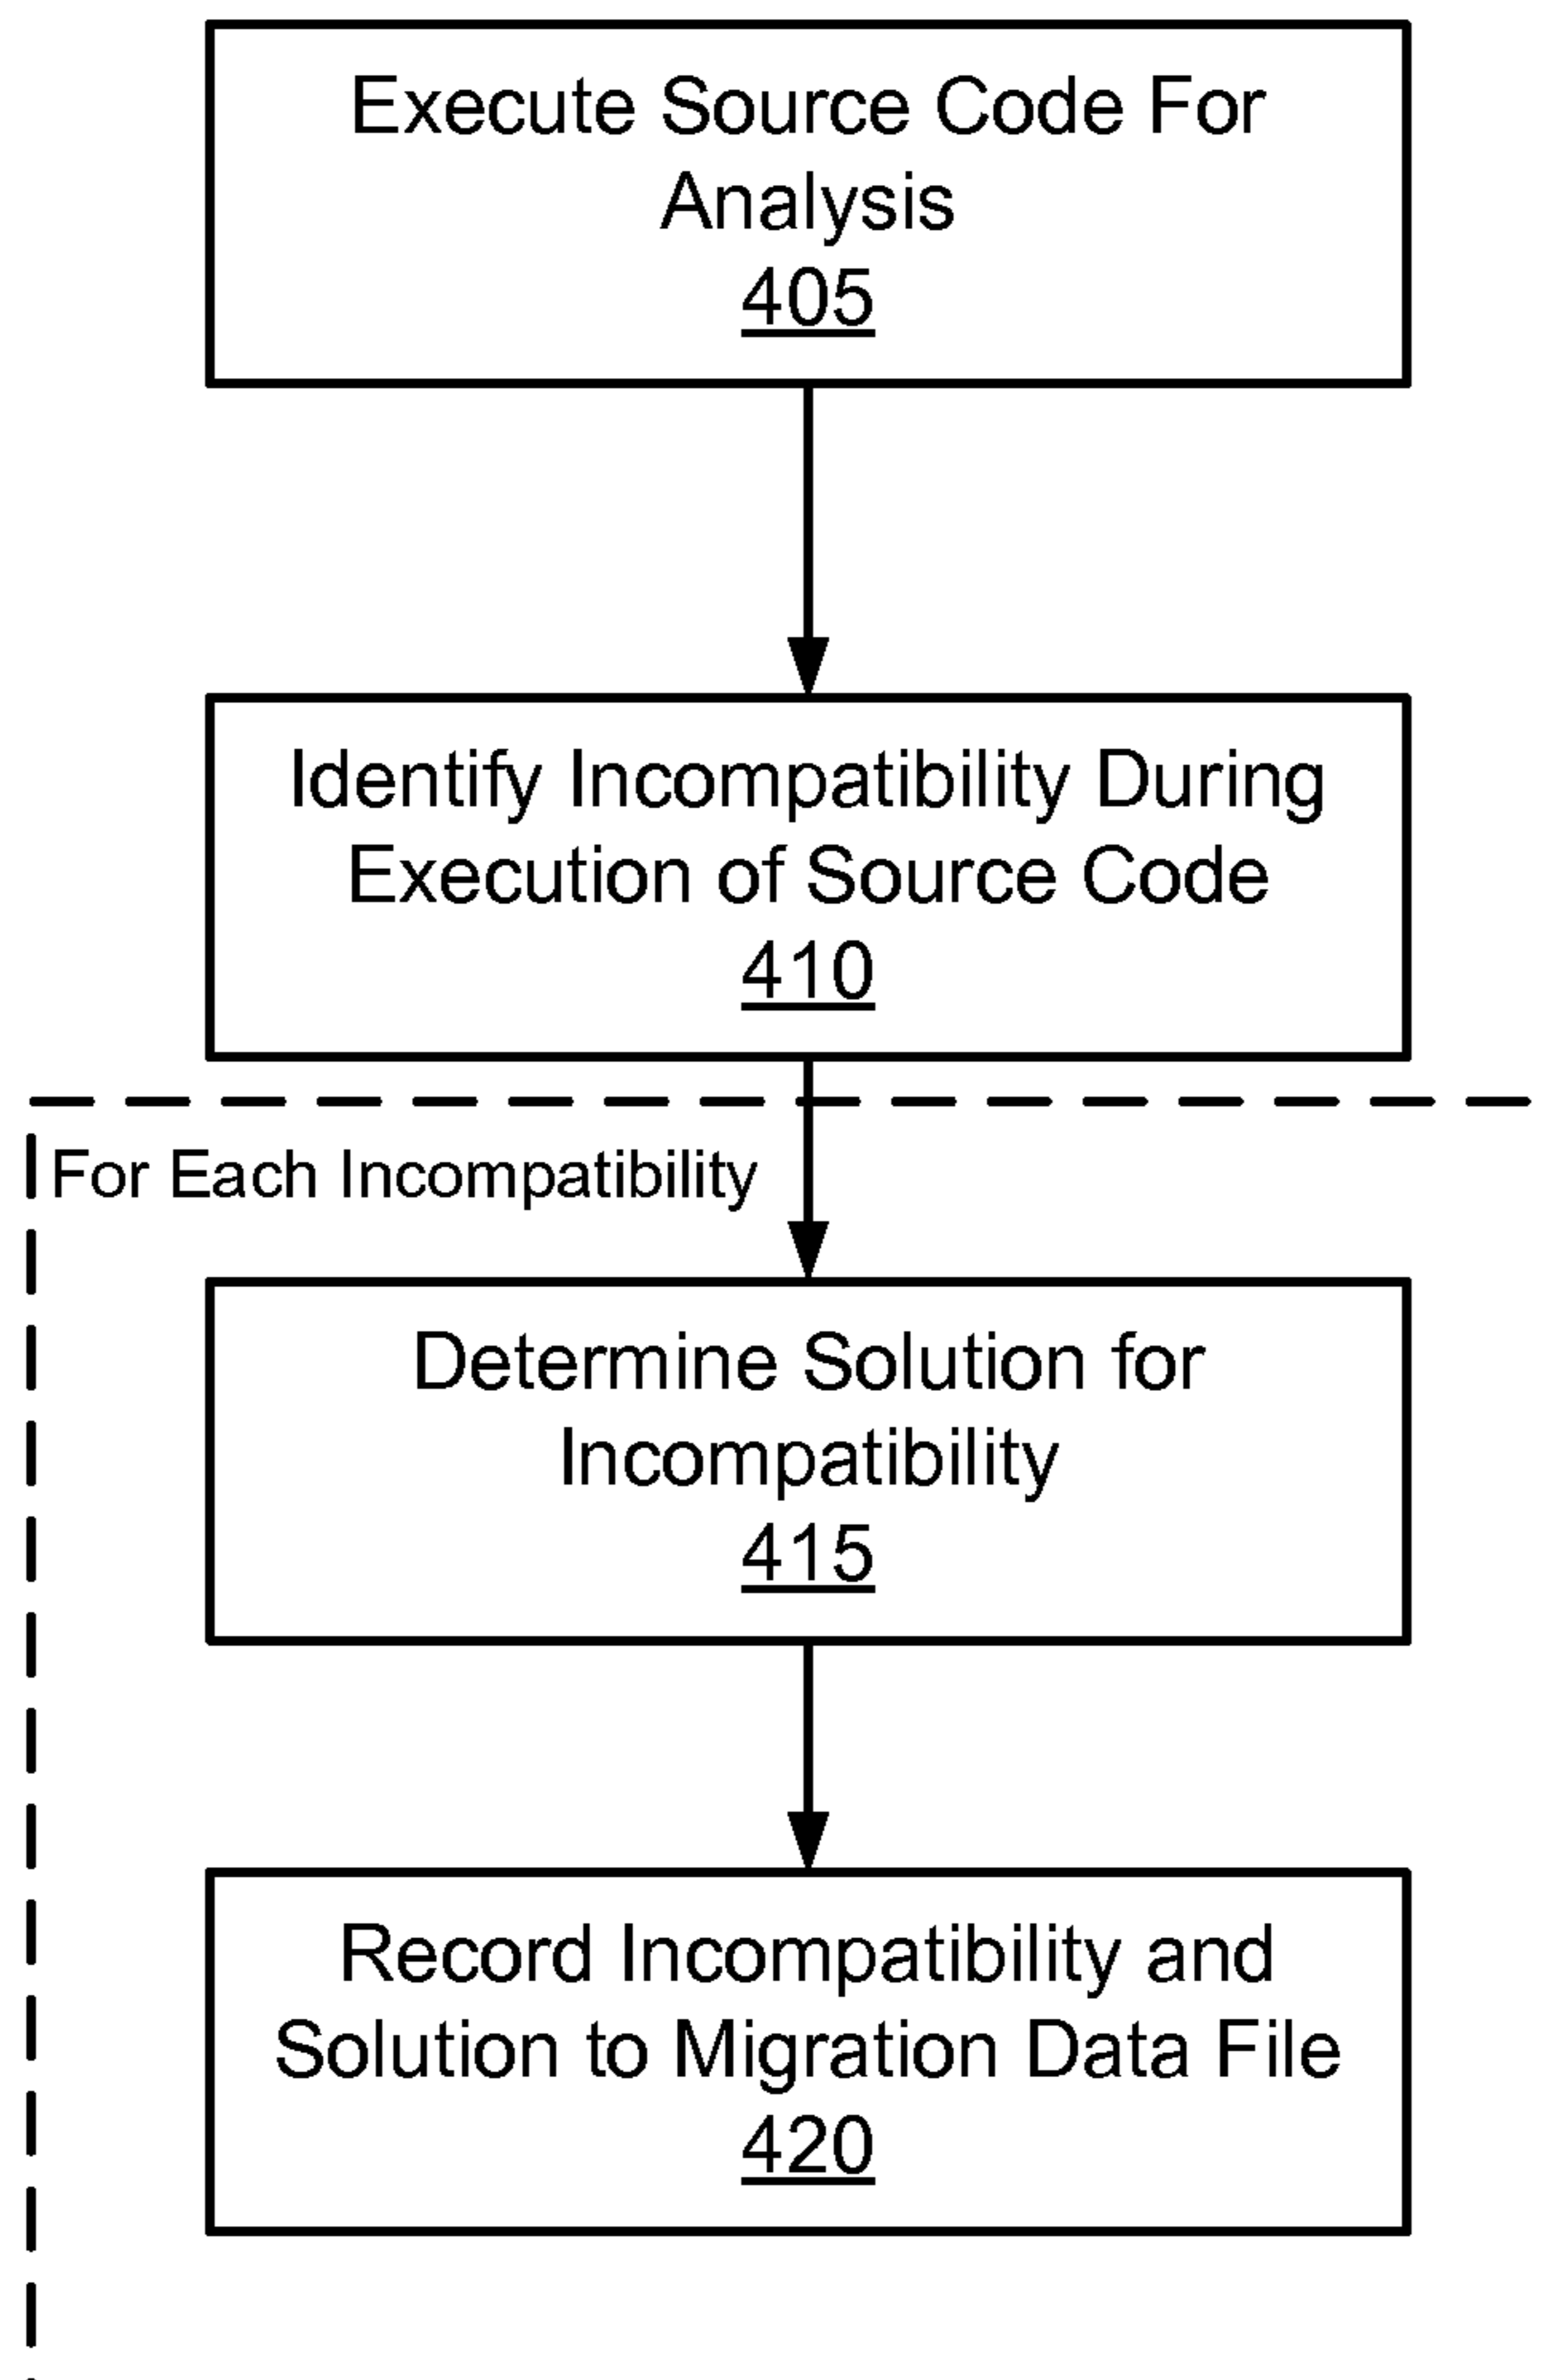 Execute Source Code For
Analysis
405
Identify Incompatibility During
Execution of Source Code
410
For Each Incompatibility
Determine Solution for
Incompatibility
415
Record Incompatibility and
Solution to Migration Data File
420